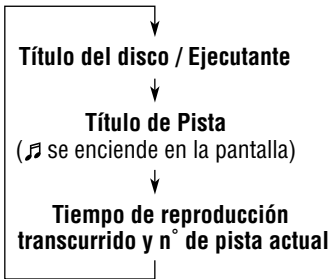 Título del disco / Ejecutante
Título de Pista
(♬ se enciende en la pantalla)
Tiempo de reproducción
transcurrido y n° de pista actual